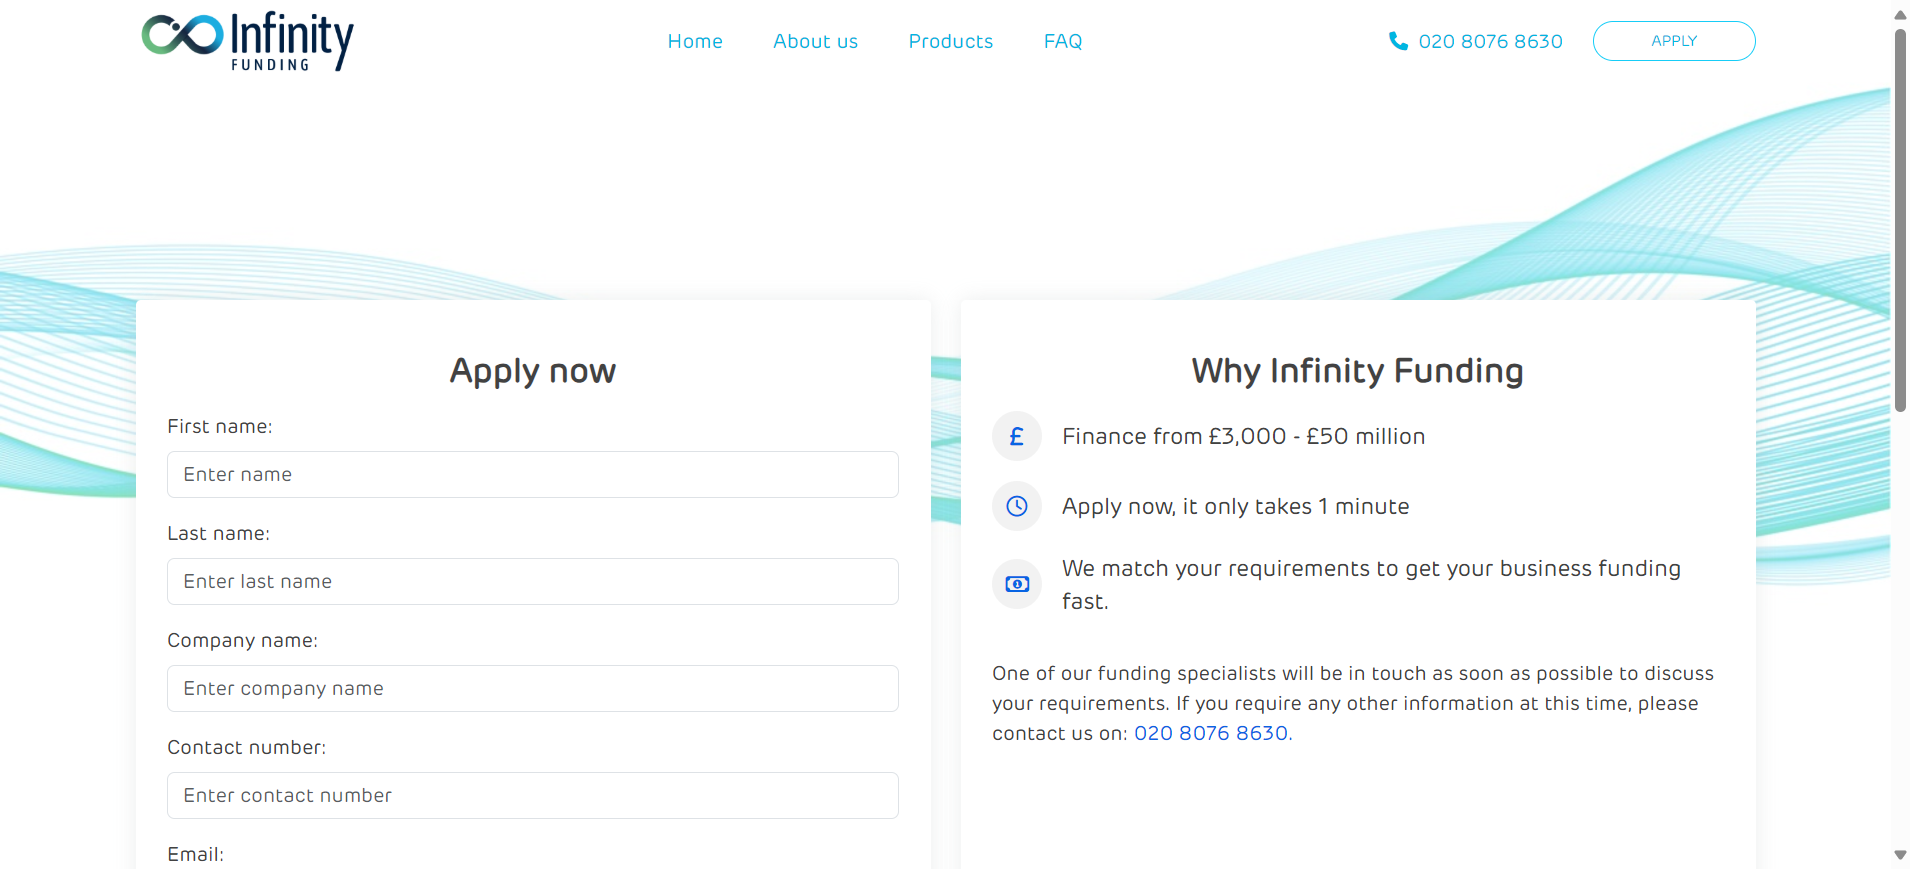 Infinity
FUNDING
Home
About us
Products
FAQ
020 8076 8630
APPLY
Apply now
First name:
Enter name
Last name:
Enter last name
Company name:
Enter company name
Contact number:
Enter contact number
Email:
Why Infinity Funding
£
Finance from £3,000 - £50 million
Apply now, it only takes 1 minute
We match your requirements to get your business funding
fast.
One of our funding specialists will be in touch as soon as possible to discuss
your requirements. If you require any other information at this time, please
contact us on: 020 8076 8630.